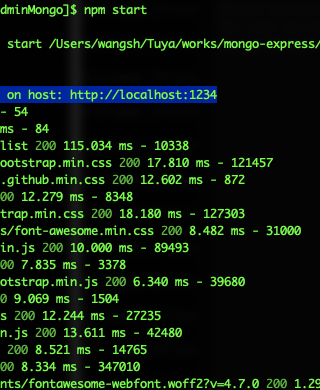 dminMongo]$ npm start
start /Users/wangsh/Tuya/works/mongo-express/
on host: http://localhost:1234
- 54
ms - 84
list 200 115.034 ms - 10338
ootstrap.min.css 200 17.810 ms - 121457
.github.min.css 200 12.602 ms - 872
00 12.279 ms - 8348
trap.min.css 200 18.180 ms - 127303
s/font-awesome.min.css 200 8.482 ms - 31000
in.js 200 10.000 ms - 89493
00 7.835 ms - 3378
otstrap.min.js 200 6.340 ms - 39680
0 9.069 ms - 1504
s 200 12.244 ms - 27235
n.js 200 13.611 ms - 42480
200 8.521 ms - 14765
00 8.334 ms - 347010
nts/fontawesome-webfont.woff2?v=4.7.0 200 1.29